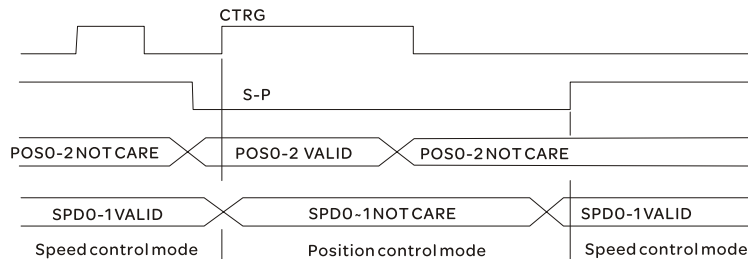 CTRG
S-P
POS0-2 NOT CARE POS0-2 VALID POS0-2 NOT CARE
SPD0-1 VALID SPD0~1 NOT CARE SPD0-1 VALID
Speed control mode Position control mode Speed control mode